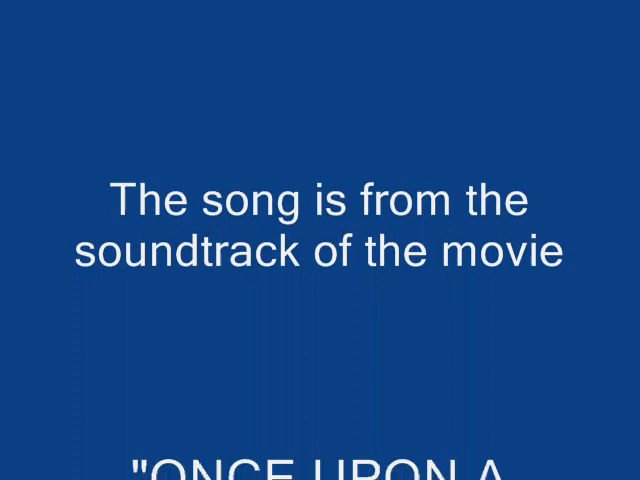 The song is from the
soundtrack of the movie
"ONCE UPON A